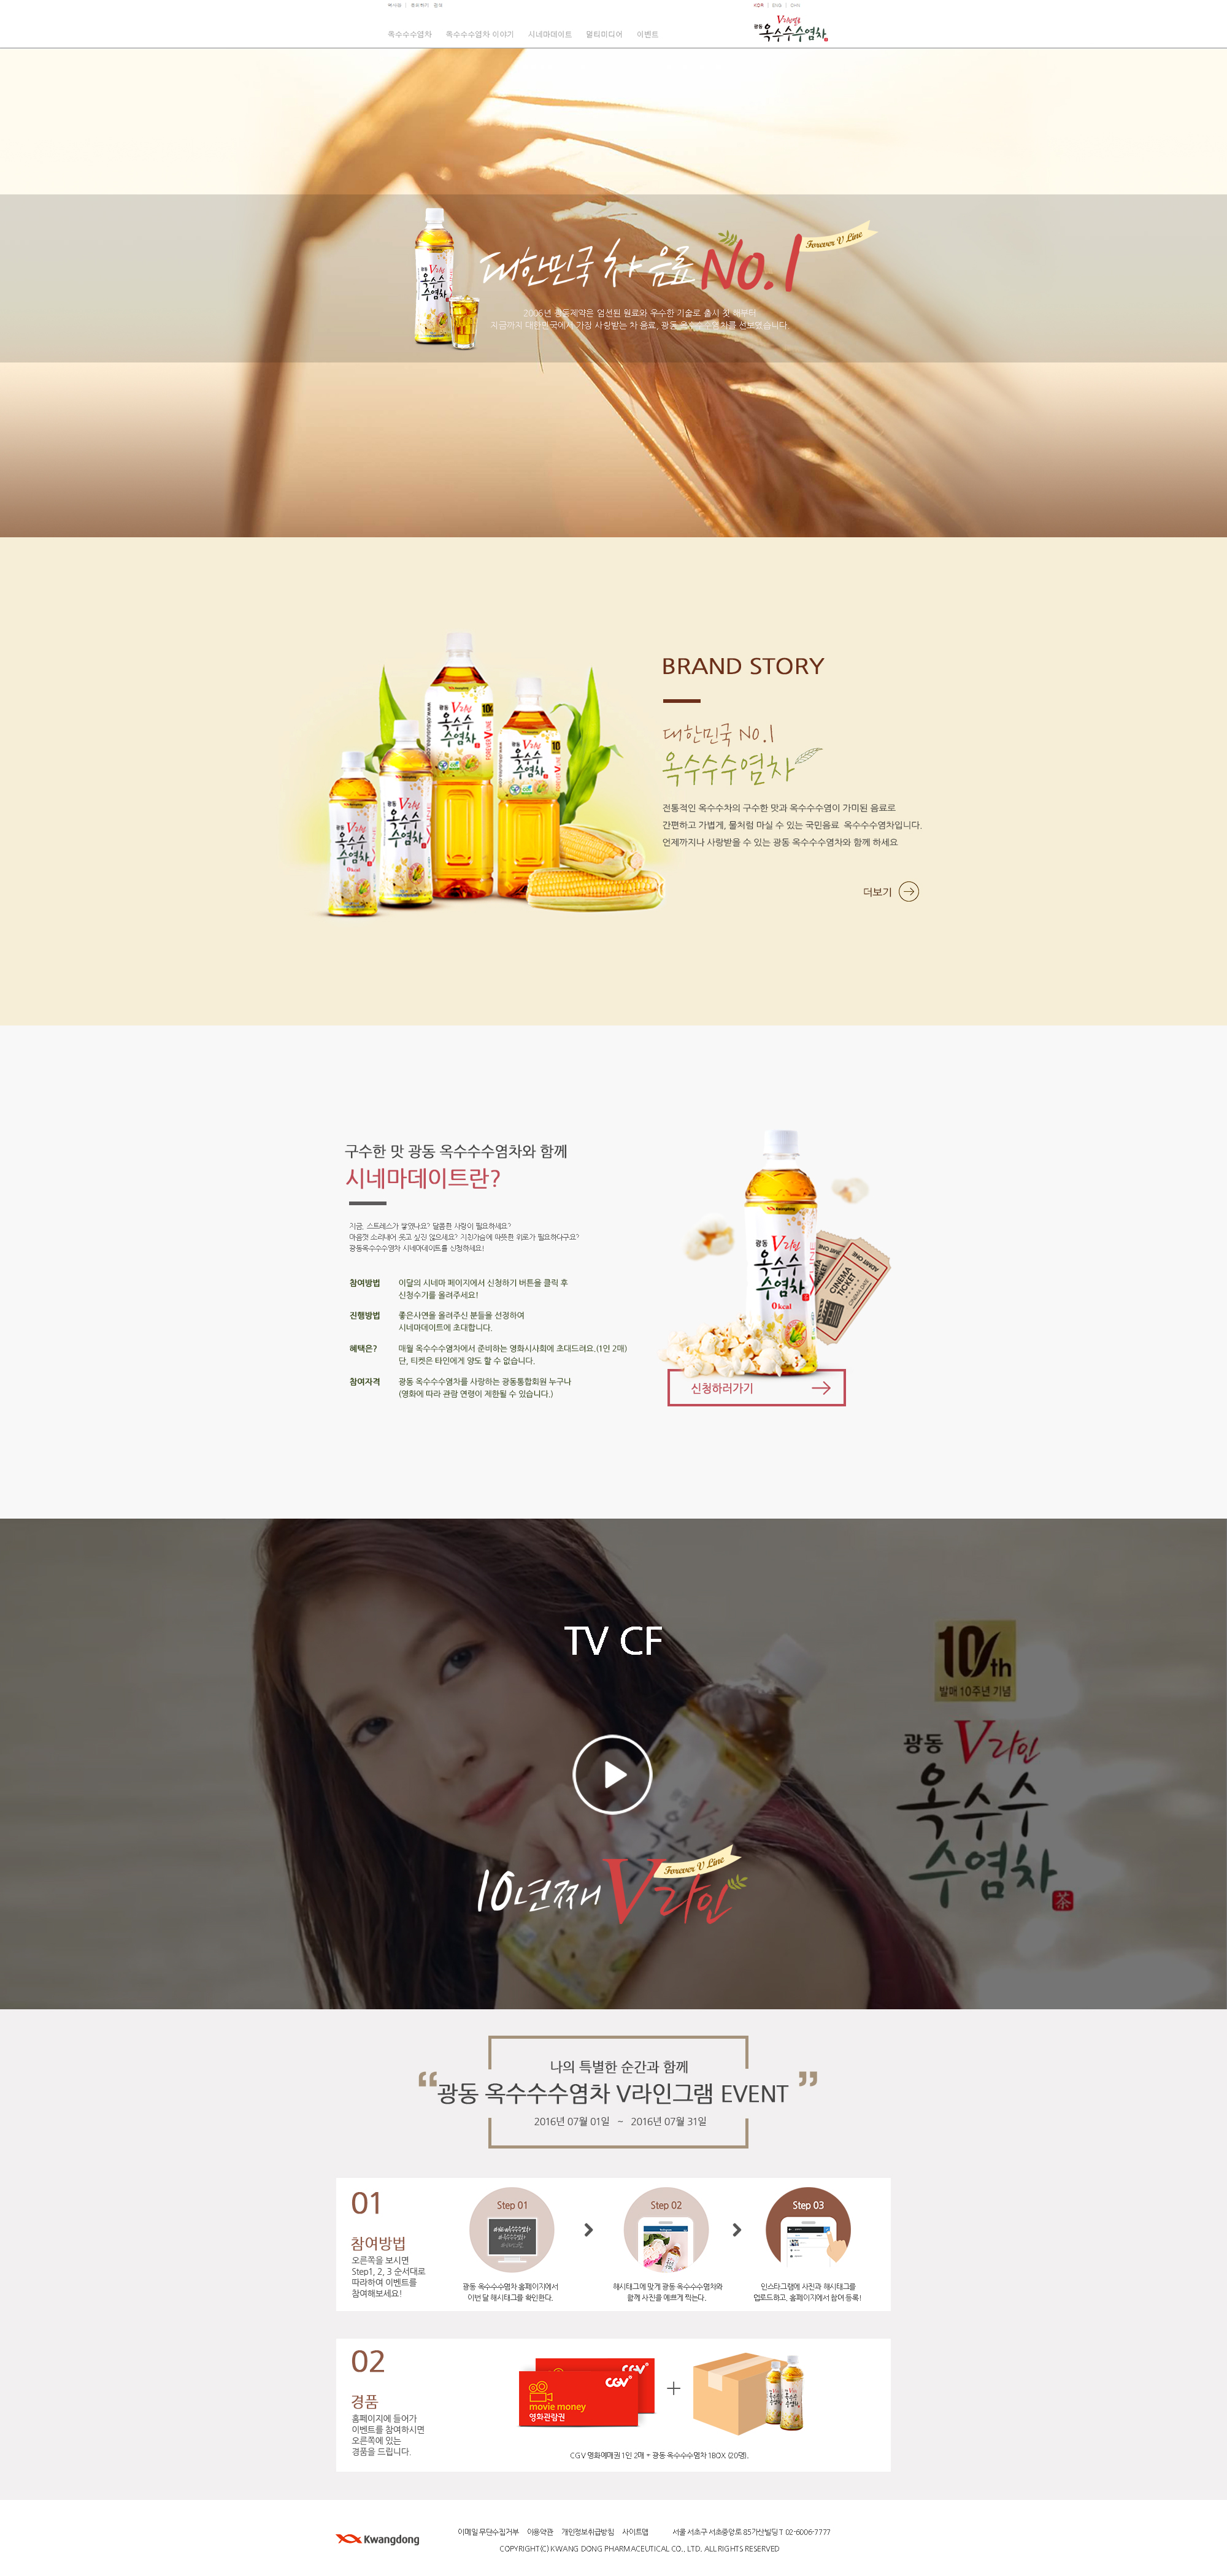 KOR | ENG | CHN
옥수수수염차 옥수수수염차 이야기 시네마데이트 멀티미디어 이벤트
광동 V라인 옥수수수염차
대한민국 차 음료 No.1
Forever V Line
광동 V라인 옥수수 수염차
2006년 광동제약은 엄선된 원료와 우수한 기술로 출시 첫 해부터
지금까지 대한민국에서 가장 사랑받는 차 음료, 광동 옥수수수염차를 선보였습니다.
BRAND STORY
대한민국 No.1
옥수수수염차
전통적인 옥수수차의 구수한 맛과 옥수수수염이 가미된 음료로
간편하고 가볍게, 물처럼 마실 수 있는 국민음료 옥수수수염차입니다.
언제까지나 사랑받을 수 있는 광동 옥수수수염차와 함께 하세요
더보기
구수한 맛 광동 옥수수수염차와 함께
시네마데이트란?
지금, 스트레스가 쌓였나요? 달콤한 사랑이 필요하세요?
마음껏 소리내어 웃고 싶진 않으세요? 지친가슴에 따뜻한 위로가 필요하다구요?
광동옥수수수염차 시네마데이트를 신청하세요!
참여방법 이달의 시네마 페이지에서 신청하기 버튼을 클릭 후
신청수기를 올려주세요!
진행방법 좋은사연을 올려주신 분들을 선정하여
시네마데이트에 초대합니다.
혜택은? 매월 옥수수수염차에서 준비하는 영화시사회에 초대드려요.(1인 2매)
단, 티켓은 타인에게 양도 할 수 없습니다.
참여자격 광동 옥수수수염차를 사랑하는 광동통합회원 누구나
(영화에 따라 관람 연령이 제한될 수 있습니다.)
광동 V라인 옥수수 수염차
0kcal
CINEMA TICKET
ADMIT ONE
신청하러가기
TV CF
10th
발매 10주년 기념
광동 V라인
옥수수
수염차
茶
10년째 V라인
Forever V Line
나의 특별한 순간과 함께
“광동 옥수수수염차 V라인그램 EVENT ”
2016년 07월 01일 ~ 2016년 07월 31일
01
참여방법
오른쪽을 보시면
Step1, 2, 3 순서대로
따라하여 이벤트를
참여해보세요!
Step 01
광동 옥수수수염차 홈페이지에서
이번 달 해시태그를 확인한다.
Step 02
해시태그에 맞게 광동 옥수수수염차와
함께 사진을 예쁘게 찍는다.
Step 03
인스타그램에 사진과 해시태그를
업로드하고, 홈페이지에서 참여 등록!
02
경품
홈페이지에 들어가
이벤트를 참여하시면
오른쪽에 있는
경품을 드립니다.
CGV
CGV
movie money
영화관람권
+
CGV 영화예매권 1인 2매 + 광동 옥수수수염차 1BOX (20명).
Kwangdong
이메일 무단수집거부 이용약관 개인정보취급방침 사이트맵 서울 서초구 서초중앙로 85가산빌딩 T 02-6006-7777
COPYRIGHT(C) KWANG DONG PHARMACEUTICAL CO., LTD. ALL RIGHTS RESERVED